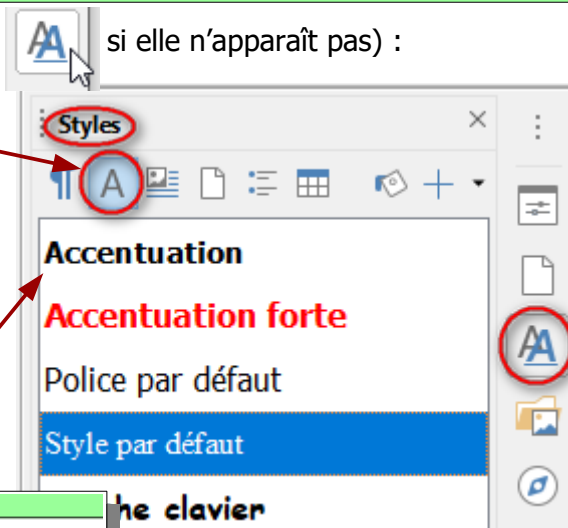 si elle n’apparaît pas) :
Styles
Accentuation
Accentuation forte
Police par défaut
Style par défaut
he clavier